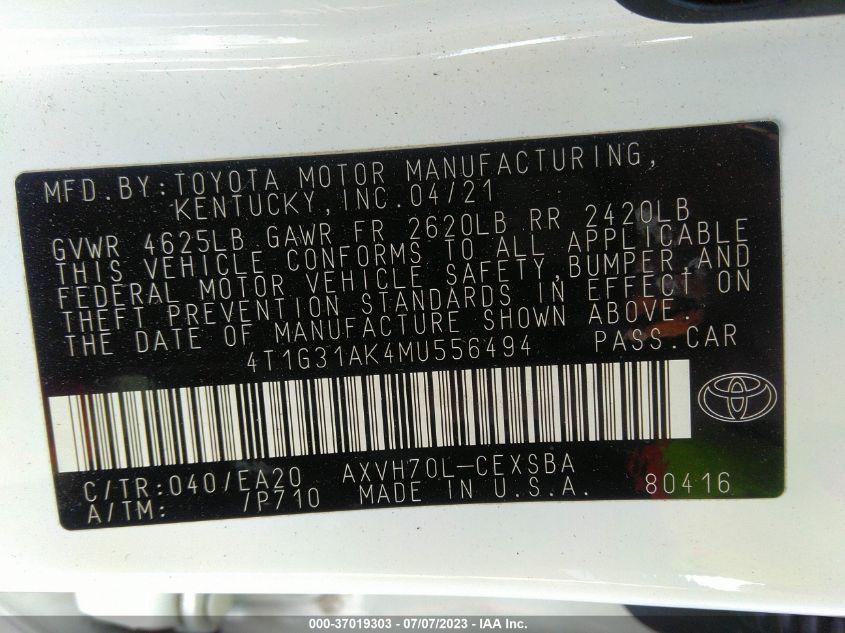 MFD.BY:TOYOTA MOTOR MANUFACTURING,
KENTUCKY,INC.04/21
GVWR 4625LB GAWR FR 2620LB RR 2420LB
THIS VEHICLE CONFORMS TO ALL APPLICABLE
FEDERAL MOTOR VEHICLE SAFETY,BUMPER AND
THEFT PREVENTION STANDARDS IN EFFECT ON
THE DATE OF MANUFACTURE SHOWN ABOVE.
4T1G31AK4MU556494 PASS.CAR
C/TR:040/EA20 AXVH70L-CEXSBA
A/TM: /P710 MADE IN U.S.A. 80416
000-37019303 - 07/07/2023 - © IAA Inc.